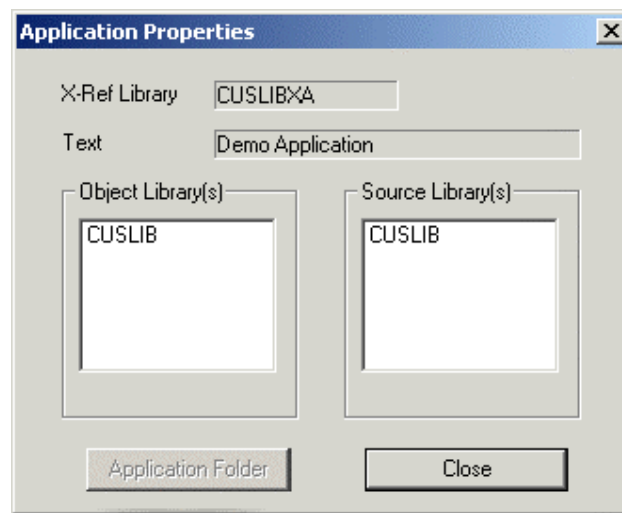 Application Properties
X-Ref Library CUSLIBXA
Text Demo Application
Object Library(s) Source Library(s)
CUSLIB CUSLIB
Application Folder Close